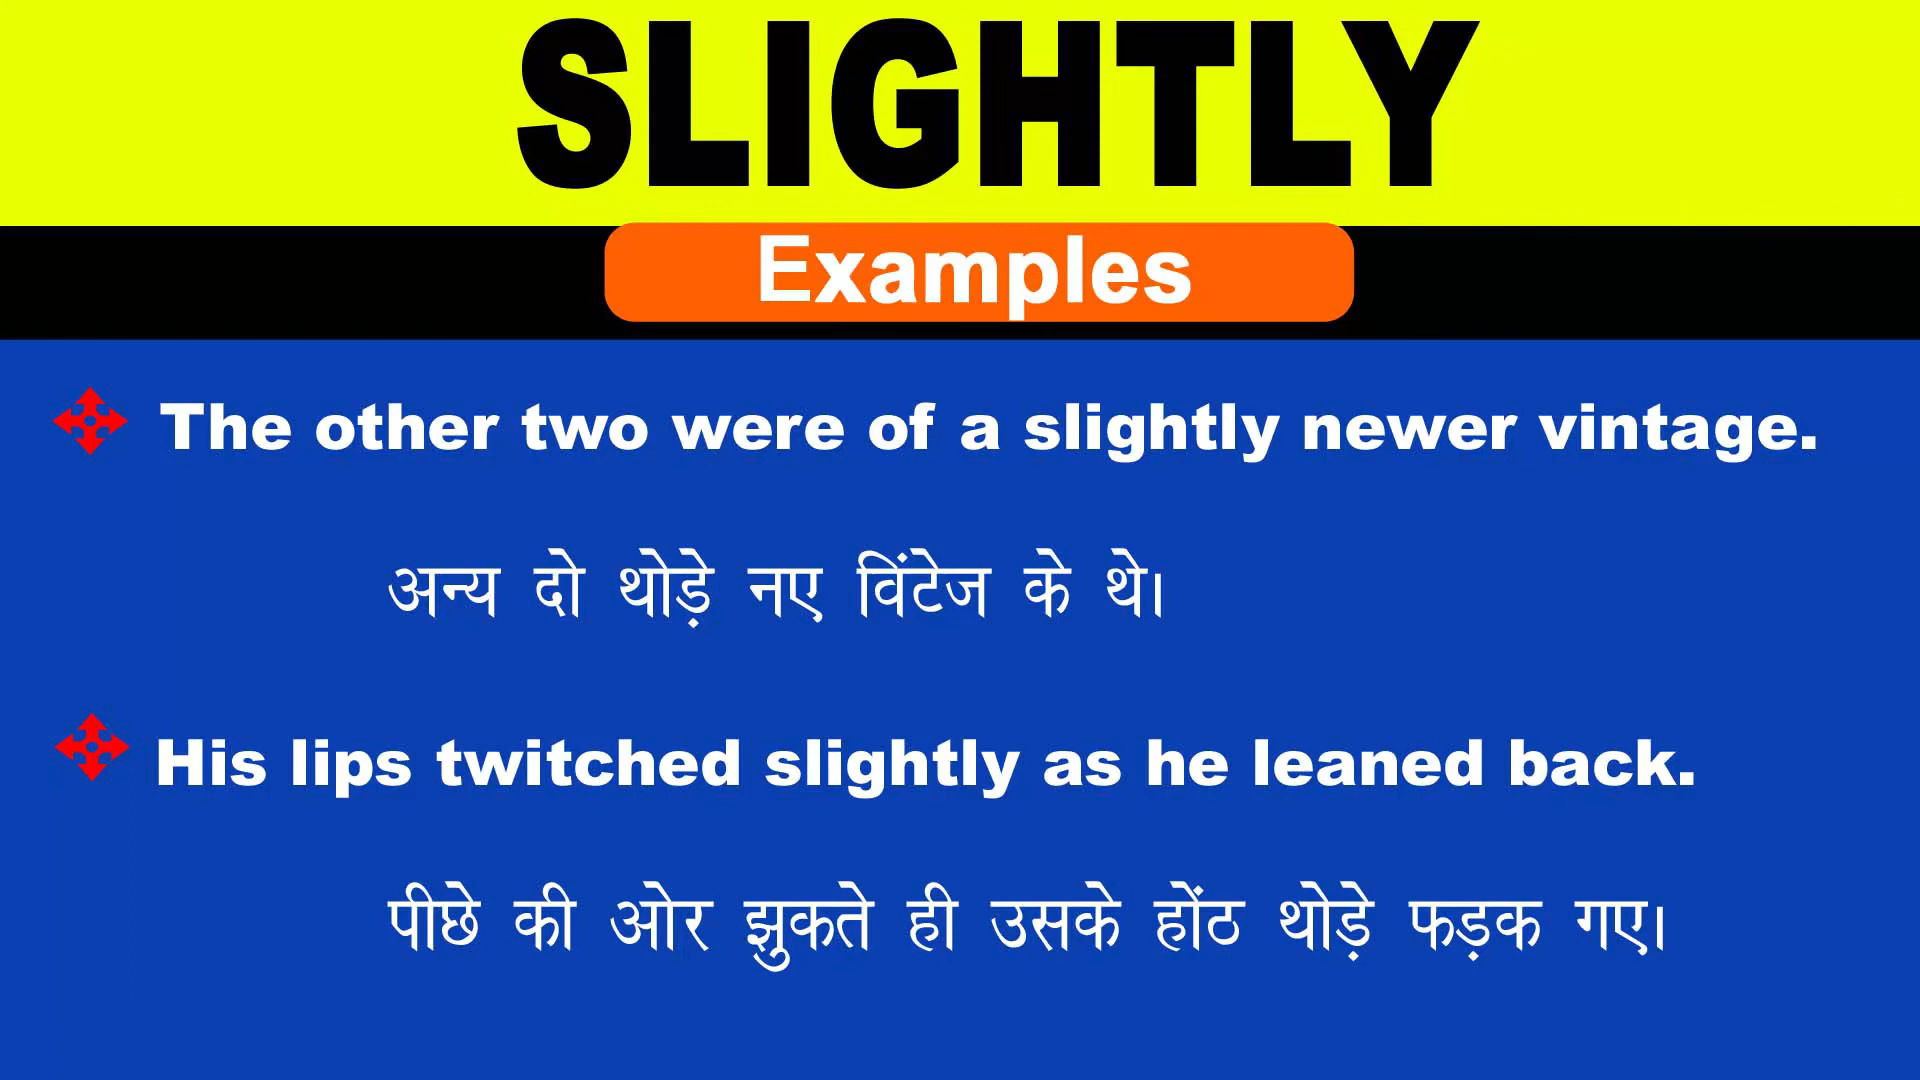 SLIGHTLY
Examples
The other two were of a slightly newer vintage.
अन्य दो थोड़े नए विंटेज के थे।
His lips twitched slightly as he leaned back.
पीछे की ओर झुकते ही उसके होंठ थोड़े फड़क गए।